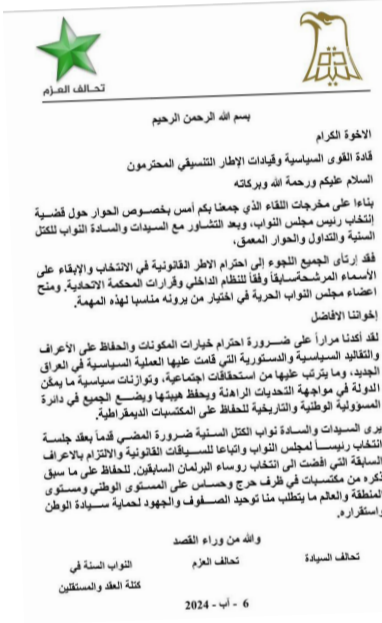 تحالف العزم
بسم الله الرحمن الرحيم
الاخوة الكرام
قادة القوى السياسية وقيادات الإطار التنسيقي المحترمون
السلام عليكم ورحمة الله وبركاته
بناءا على مخرجات اللقاء الذي جمعنا بكم أمس بخصوص الحوار حول قضية
إنتخاب رئيس مجلس النواب، وبعد التشاور مع السيدات والسادة النواب للكتل
السنية والتداول والحوار المعمق،
فقد إرتأى الجميع اللجوء إلى احترام الاطر القانونية في الانتخاب والإبقاء على
الأسماء المرشحة سابقاً وفقاً للنظام الداخلي وقرارات المحكمة الاتحادية. ومنح
اعضاء مجلس النواب الحرية في اختيار من يرونه مناسبا لهذه المهمة.
إخواننا الافاضل
لقد أكدنا مراراً على ضرورة احترام خيارات المكونات والحفاظ على الأعراف
والتقاليد السياسية والدستورية التي قامت عليها العملية السياسية في العراق
الجديد، وما يترتب عليها من استحقاقات اجتماعية، وتوازنات سياسية ما يمكن
الدولة في مواجهة التحديات الراهنة ويحفظ هيبتها ويضع الجميع في دائرة
المسؤولية الوطنية والتاريخية للحفاظ على المكتسبات الديمقراطية.
يرى السيدات والسادة نواب الكتل السنية ضرورة المضي قدماً بعقد جلسة
انتخاب رئيساً لمجلس النواب واتباعا للسياقات القانونية والالتزام بالاعراف
السابقة التي افضت الى انتخاب روساء البرلمان السابقين. للحفاظ على ما سبق
ذكره من مكتسبات في ظرف حرج وحساس على المستوى الوطني ومستوى
المنطقة والعالم ما يتطلب منا توحيد الصفوف والجهود لحماية سيادة الوطن
واستقراره.
والله من وراء القصد
تحالف السيادة تحالف العزم النواب السنة في
كتلة العقد والمستقلين
6 - آب - 2024